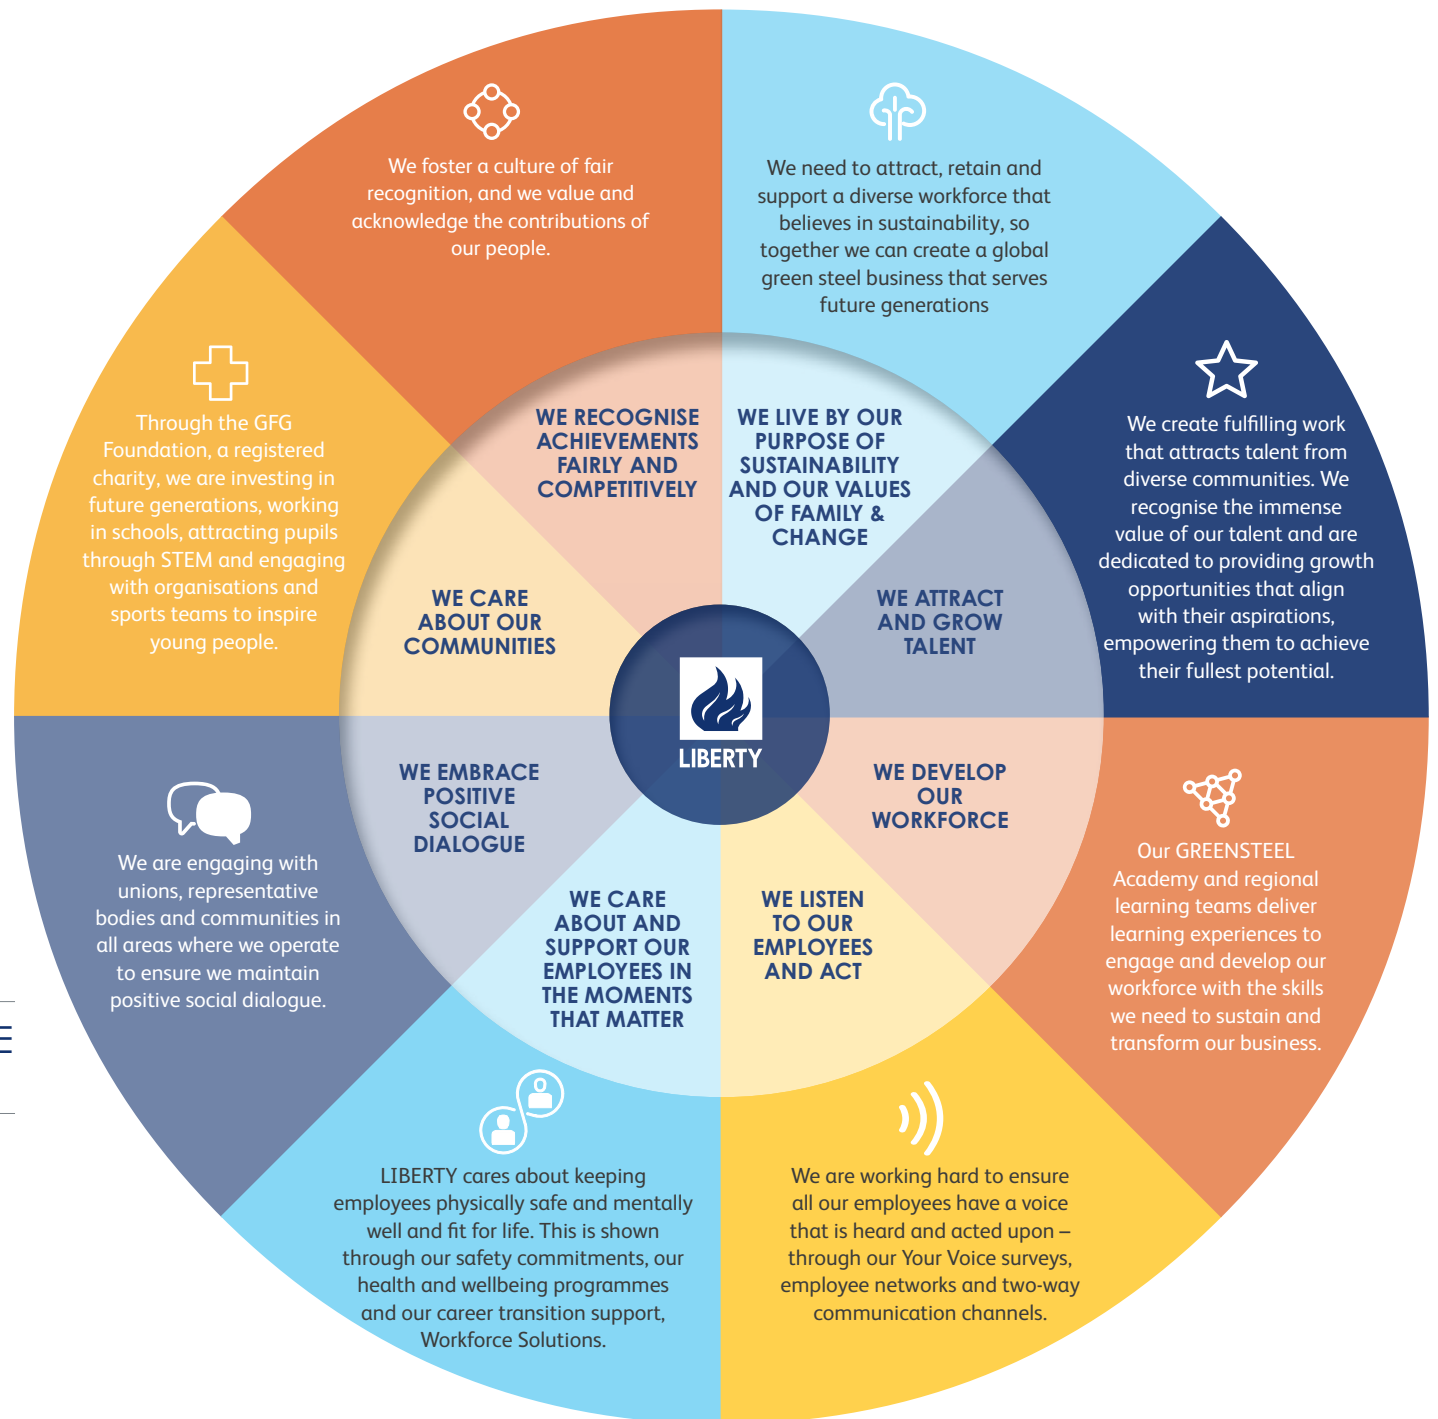 We foster a culture of fair
recognition, and we value and
acknowledge the contributions of
our people.
We need to attract, retain and
support a diverse workforce that
believes in sustainability, so
together we can create a global
green steel business that serves
future generations
Through the GFG
Foundation, a registered
charity, we are investing in
future generations, working
in schools, attracting pupils
through STEM and engaging
with organisations and
sports teams to inspire
young people.
WE RECOGNISE
ACHIEVEMENTS
FAIRLY AND
COMPETITIVELY
WE LIVE BY OUR
PURPOSE OF
SUSTAINABILITY
AND OUR VALUES
OF FAMILY &
CHANGE
We create fulfilling work
that attracts talent from
diverse communities. We
recognise the immense
value of our talent and are
dedicated to providing growth
opportunities that align
with their aspirations,
empowering them to achieve
their fullest potential.
WE CARE
ABOUT OUR
COMMUNITIES
WE ATTRACT
AND GROW
TALENT
LIBERTY
WE EMBRACE
POSITIVE
SOCIAL
DIALOGUE
WE DEVELOP
OUR
WORKFORCE
We are engaging with
unions, representative
bodies and communities in
all areas where we operate
to ensure we maintain
positive social dialogue.
WE CARE
ABOUT AND
SUPPORT OUR
EMPLOYEES IN
THE MOMENTS
THAT MATTER
WE LISTEN
TO OUR
EMPLOYEES
AND ACT
Our GREENSTEEL
Academy and regional
learning teams deliver
learning experiences to
engage and develop our
workforce with the skills
we need to sustain and
transform our business.
LIBERTY cares about keeping
employees physically safe and mentally
well and fit for life. This is shown
through our safety commitments, our
health and wellbeing programmes
and our career transition support,
Workforce Solutions.
We are working hard to ensure
all our employees have a voice
that is heard and acted upon –
through our Your Voice surveys,
employee networks and two-way
communication channels.